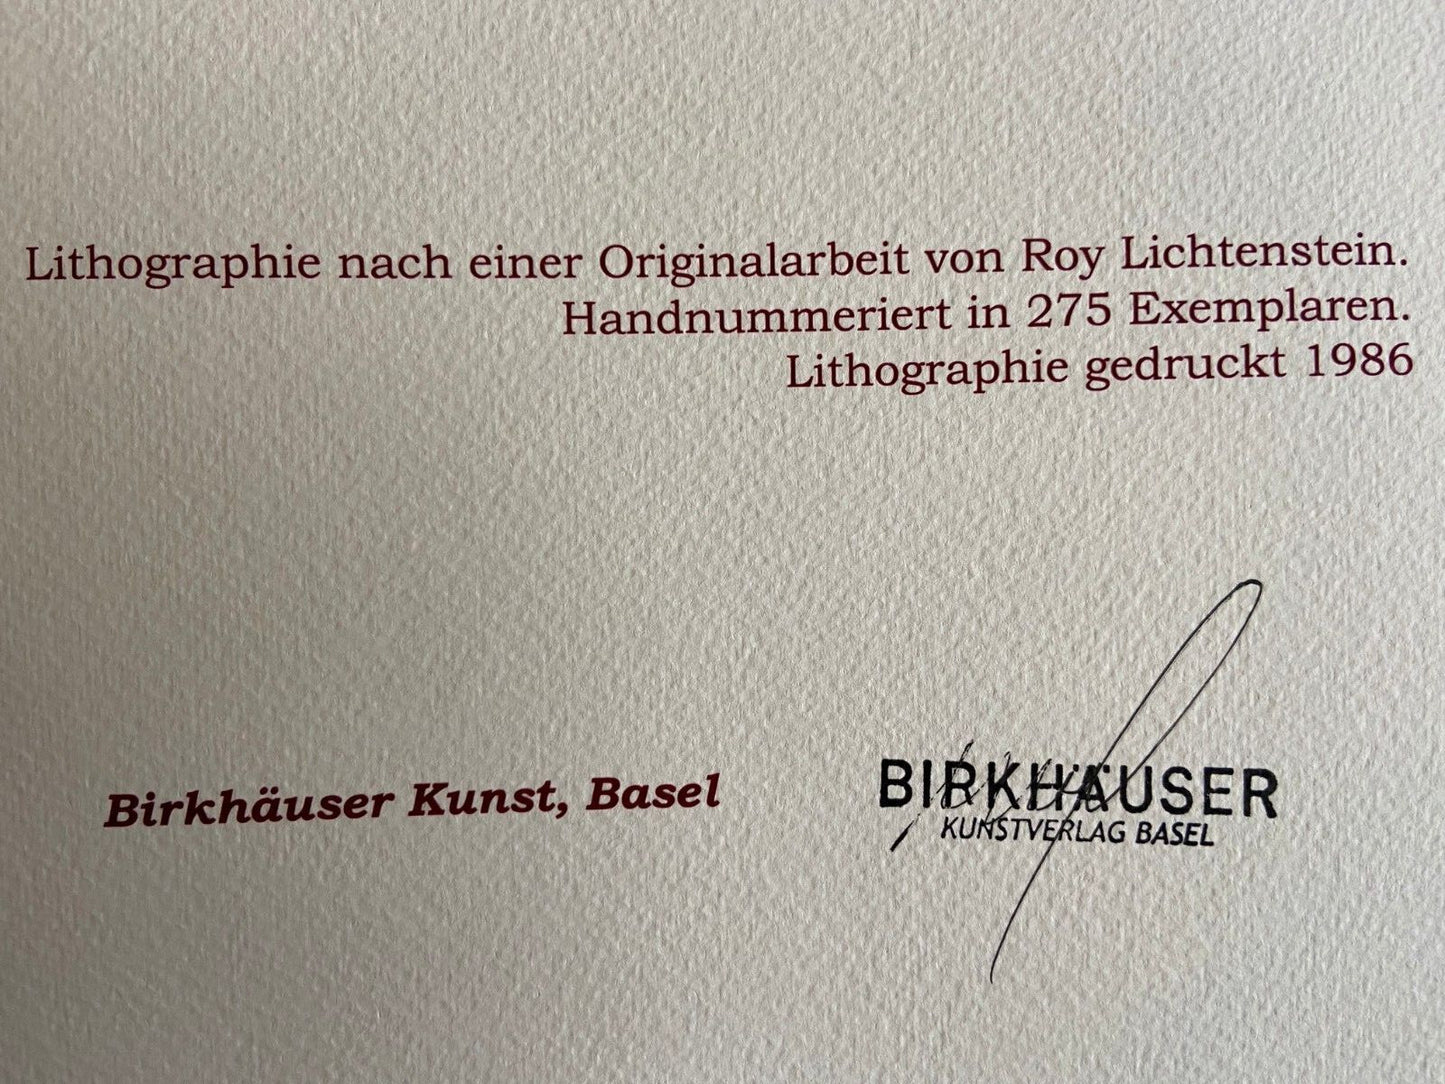 Lithographie nach einer Originalarbeit von Roy Lichtenstein.
Handnummeriert in 275 Exemplaren.
Lithographie gedruckt 1986
Birkhäuser Kunst, Basel
BIRKHÄUSER
KUNSTVERLAG BASEL